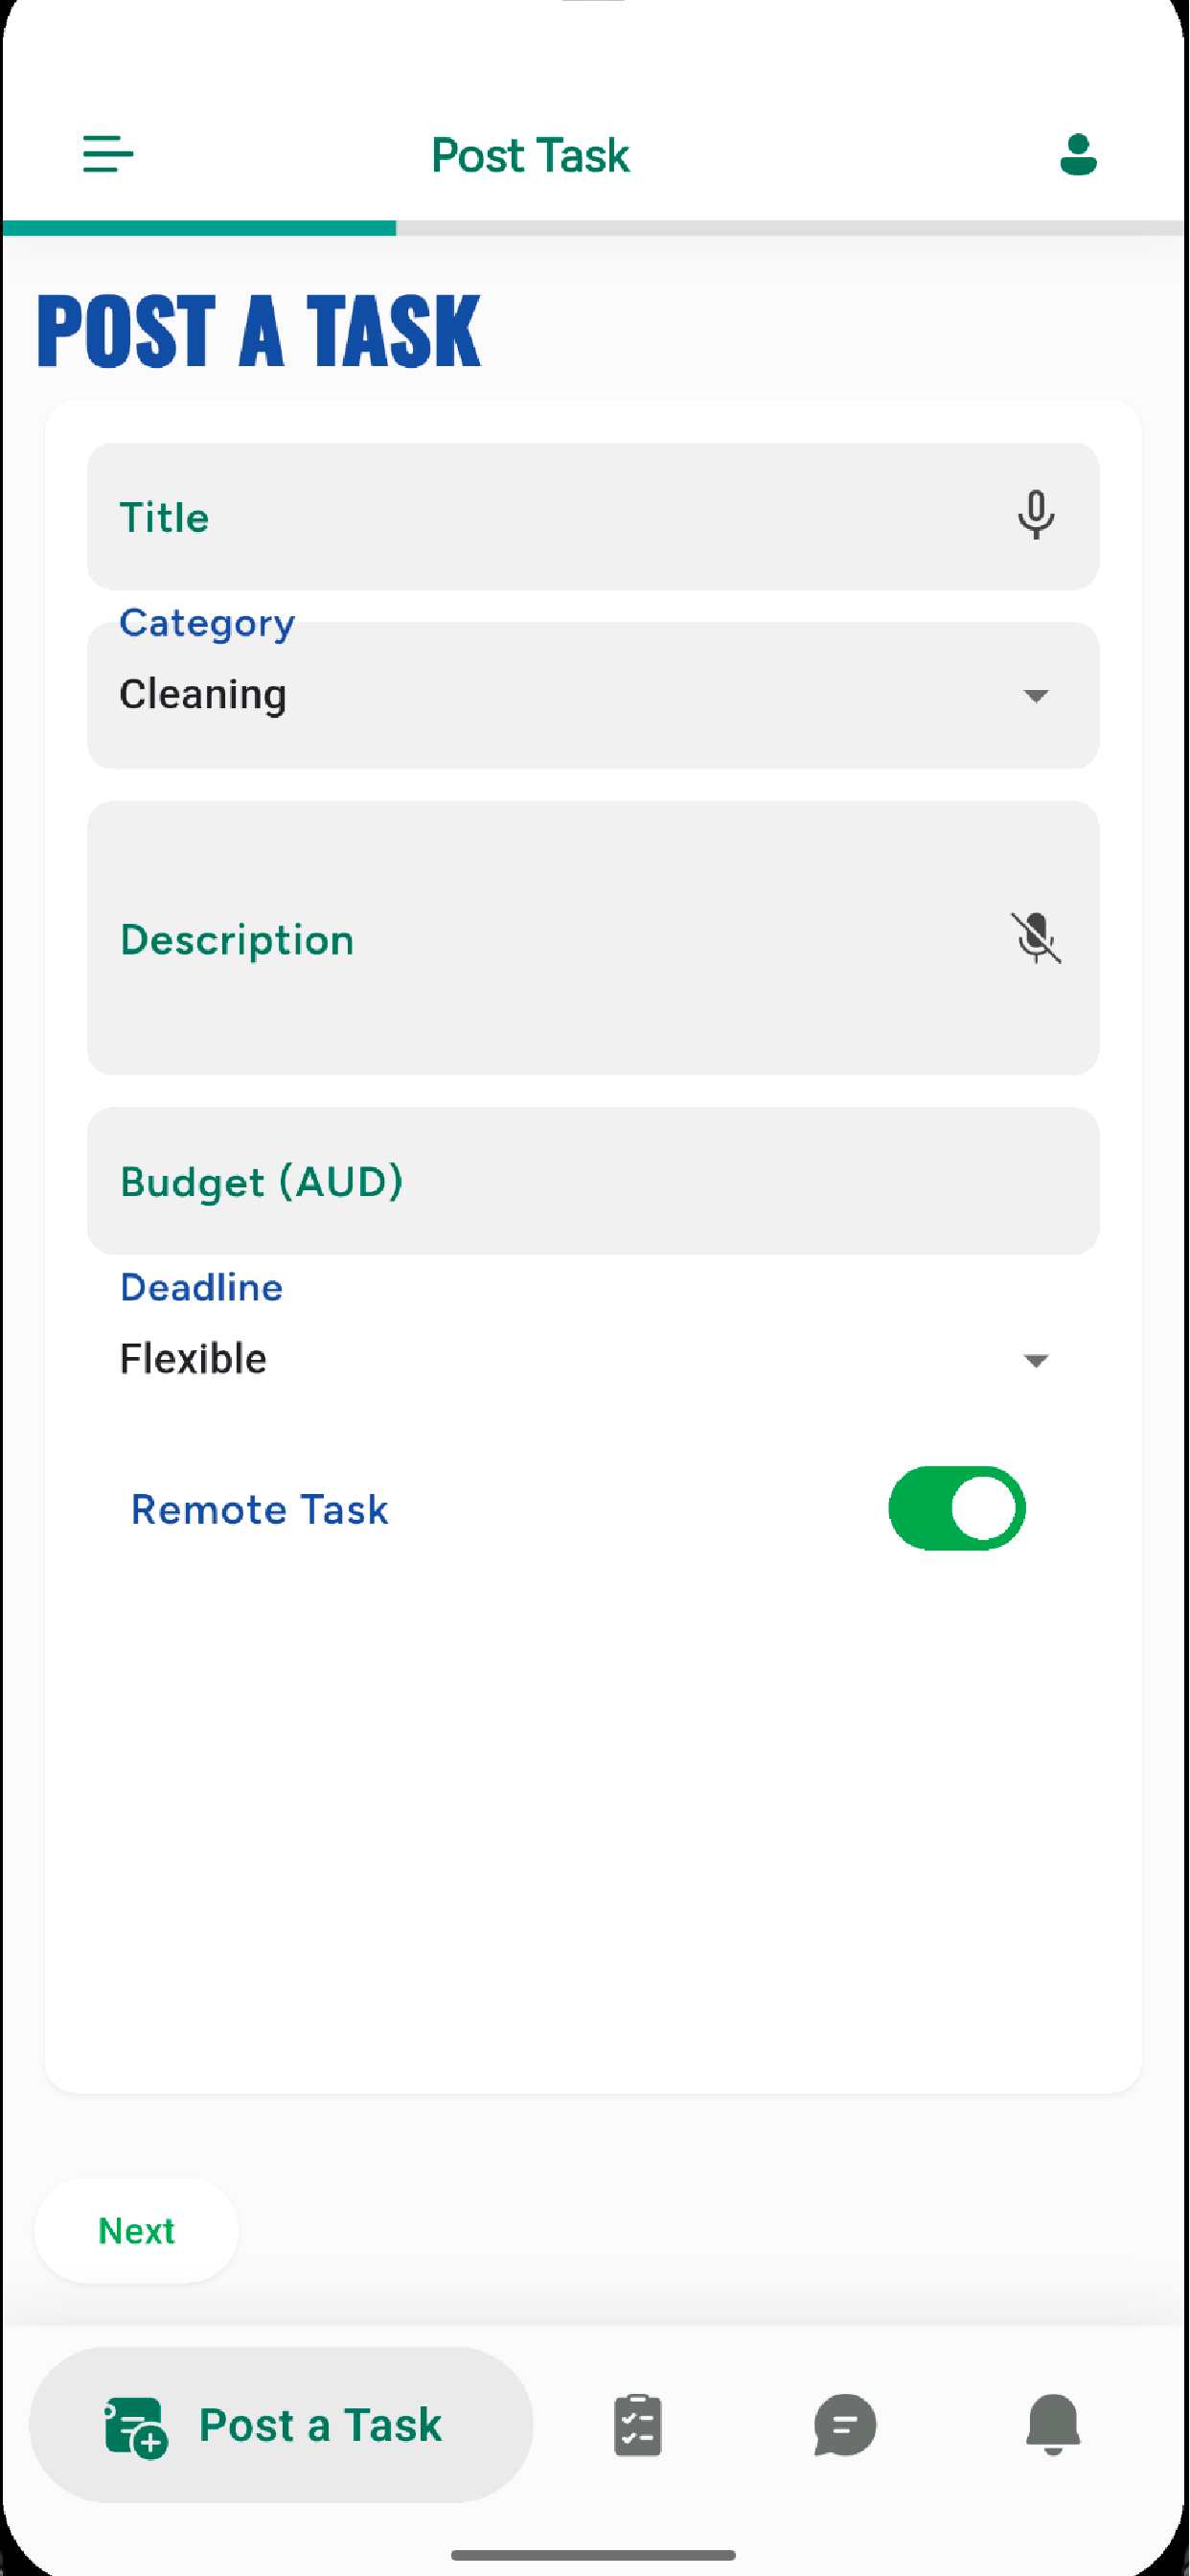 Post Task
POST A TASK
Title
Category
Cleaning
Description
Budget (AUD)
Deadline
Flexible
Remote Task
Next
Post a Task